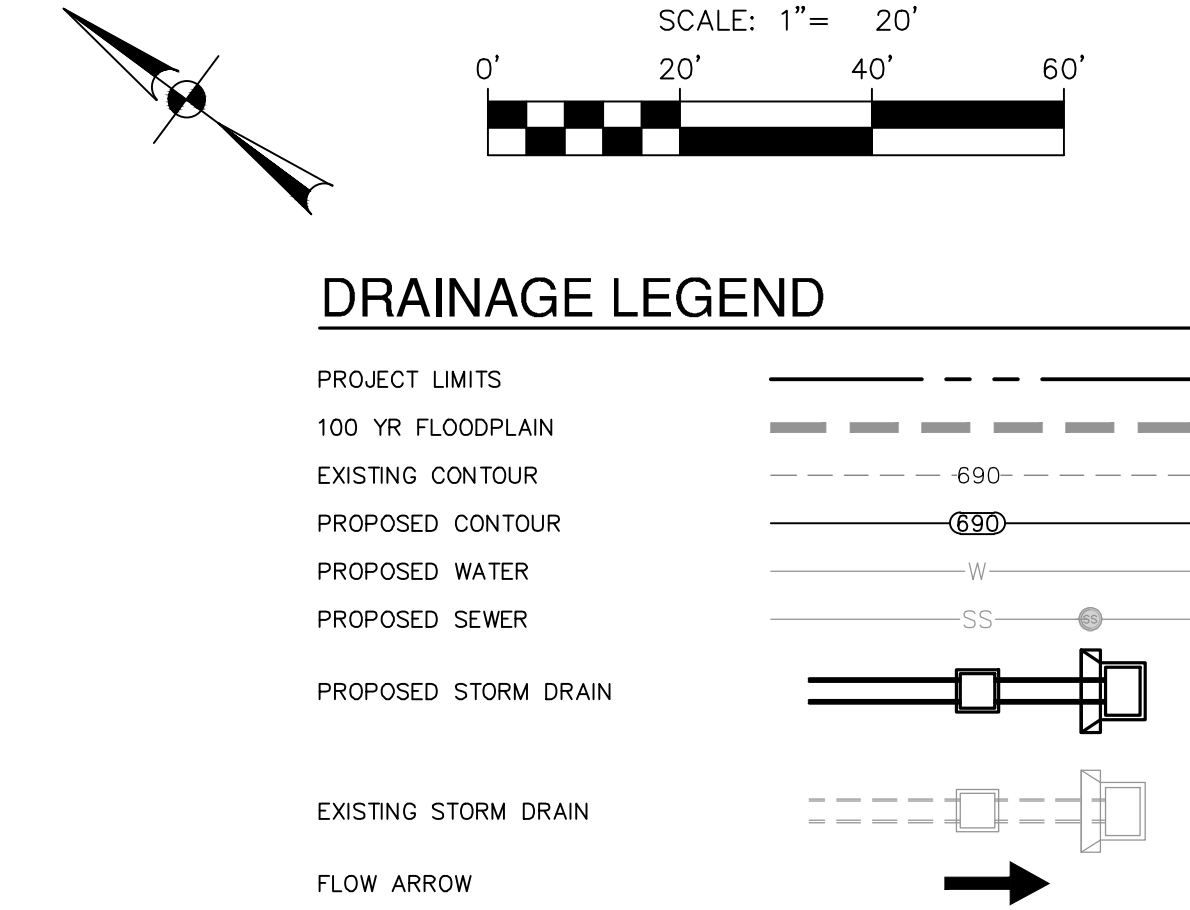 SCALE: 1"= 20'
0' 20' 40' 60'
DRAINAGE LEGEND
PROJECT LIMITS
100 YR FLOODPLAIN
EXISTING CONTOUR 690
PROPOSED CONTOUR 690
PROPOSED WATER W
PROPOSED SEWER SS SS
PROPOSED STORM DRAIN
EXISTING STORM DRAIN
FLOW ARROW